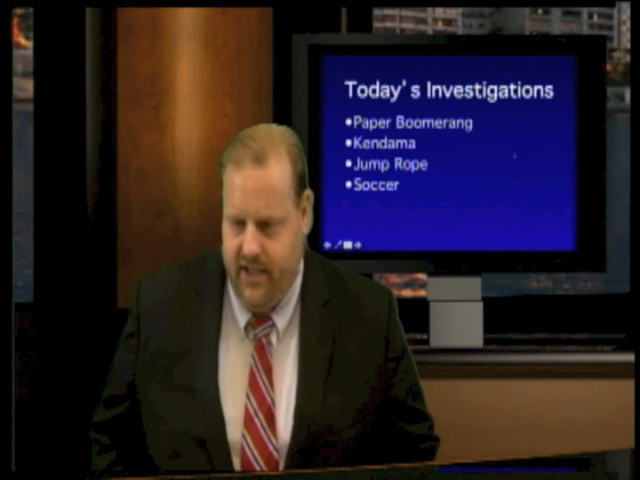 Today's Investigations
•Paper Boomerang
•Kendama
•Jump Rope
•Soccer